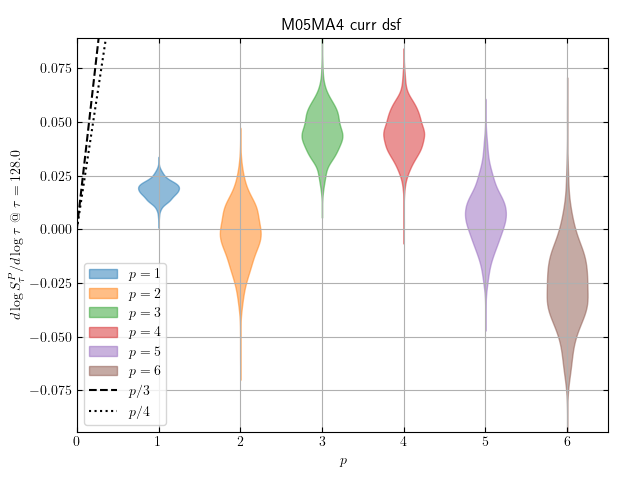 M05MA4 curr dsf
d log S_τ^P / d log τ @ τ = 128.0
0.075
0.050
0.025
0.000
−0.025
−0.050
−0.075
p = 1
p = 2
p = 3
p = 4
p = 5
p = 6
p/3
p/4
0 1 2 3 4 5 6
p